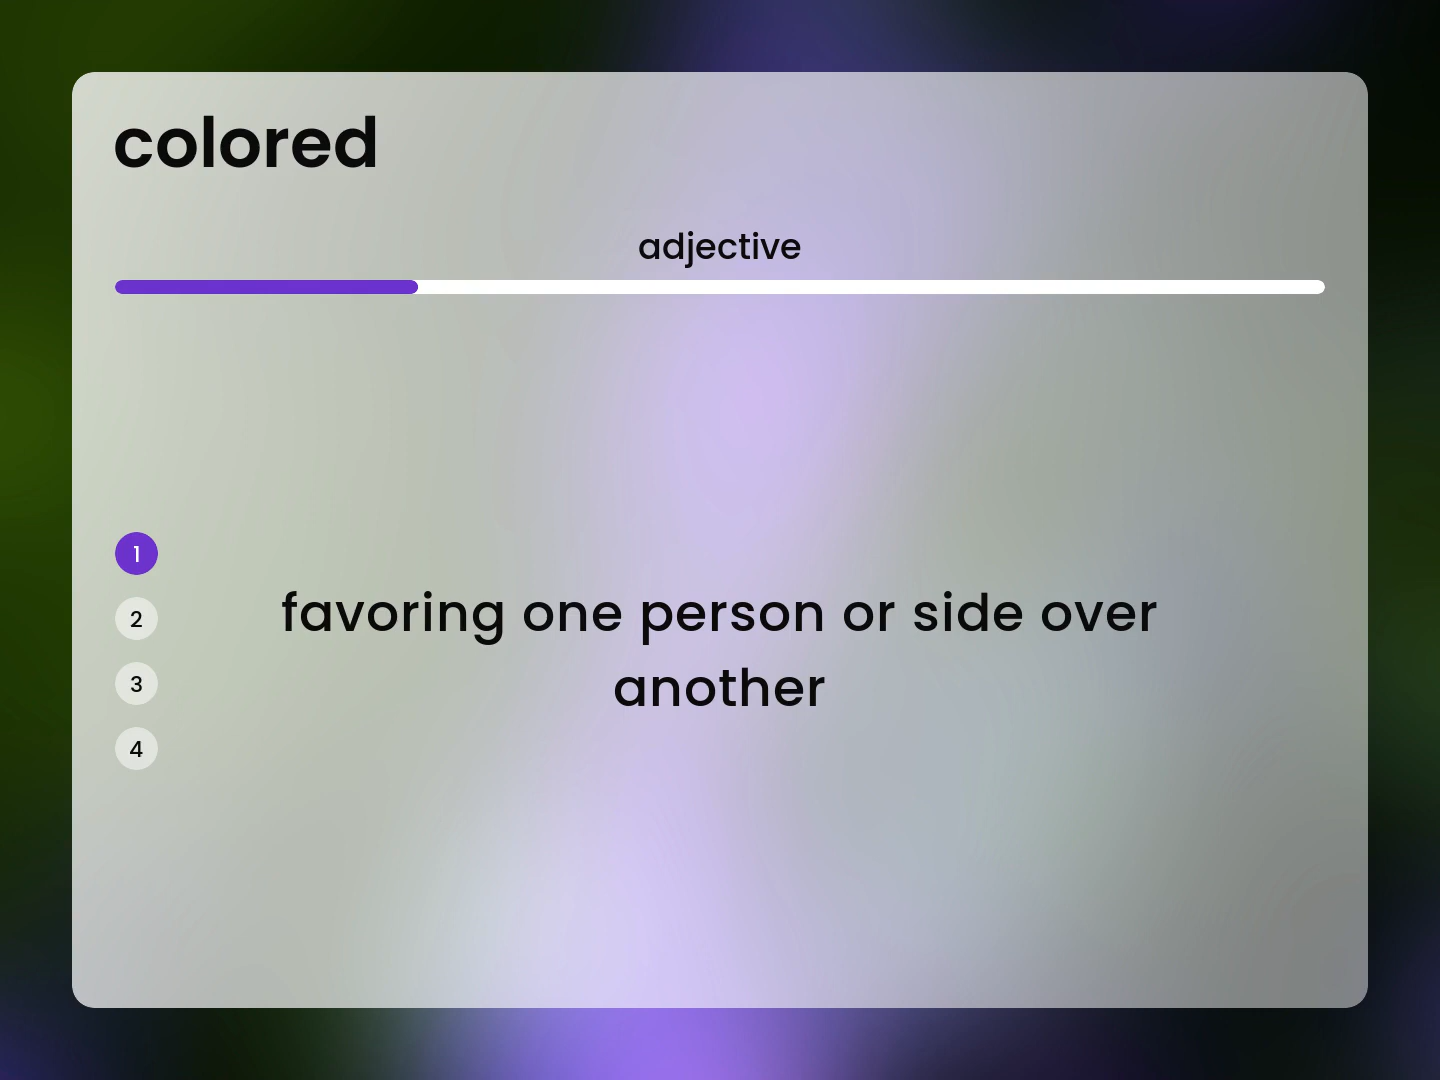 colored
adjective
1
2
3
4
favoring one person or side over
another